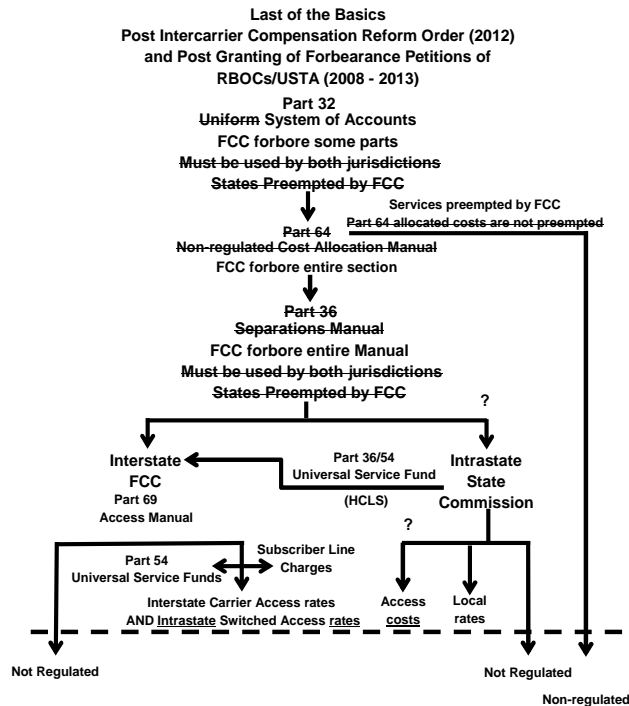 Last of the Basics
Post Intercarrier Compensation Reform Order (2012)
and Post Granting of Forbearance Petitions of
RBOCs/USTA (2008 - 2013)
Part 32
Uniform System of Accounts
FCC forbore some parts
Must be used by both jurisdictions
States Preempted by FCC
Services preempted by FCC
Part 64 allocated costs are not preempted
Part 64
Non-regulated Cost Allocation Manual
FCC forbore entire section
Part 36
Separations Manual
FCC forbore entire Manual
Must be used by both jurisdictions
States Preempted by FCC
?
Interstate
FCC
Part 69
Access Manual
Part 36/54
Universal Service Fund
(HCLS)
Intrastate
State
Commission
?
Part 54
Universal Service Funds
Subscriber Line
Charges
Interstate Carrier Access rates
AND Intrastate Switched Access rates
Access
costs
Local
rates
Not Regulated
Not Regulated
Non-regulated